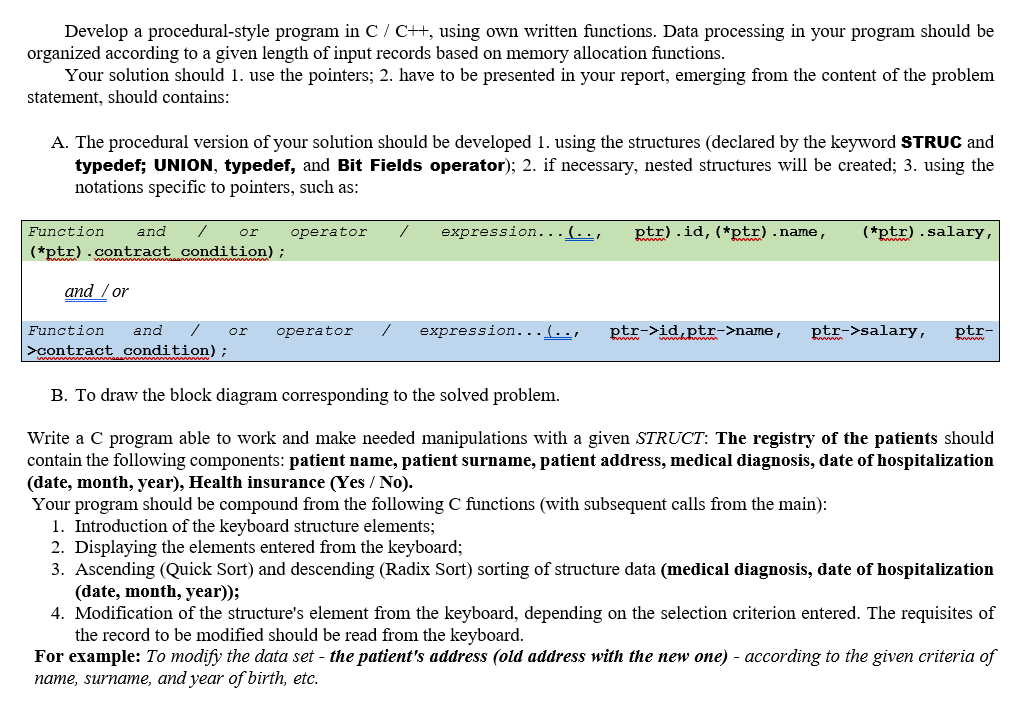 Develop a procedural-style program in C / C++, using own written functions. Data processing in your program should be
organized according to a given length of input records based on memory allocation functions.
Your solution should 1. use the pointers; 2. have to be presented in your report, emerging from the content of the problem
statement, should contains:
A. The procedural version of your solution should be developed 1. using the structures (declared by the keyword STRUC and
typedef; UNION, typedef, and Bit Fields operator); 2. if necessary, nested structures will be created; 3. using the
notations specific to pointers, such as:
Function and / or operator / expression...(.., ptr).id,(*ptr).name, (*ptr).salary,
(*ptr).contract_condition);
and / or
Function and / or operator / expression...(.., ptr->id,ptr->name, ptr->salary, ptr-
>contract_condition);
B. To draw the block diagram corresponding to the solved problem.
Write a C program able to work and make needed manipulations with a given STRUCT: The registry of the patients should
contain the following components: patient name, patient surname, patient address, medical diagnosis, date of hospitalization
(date, month, year), Health insurance (Yes / No).
Your program should be compound from the following C functions (with subsequent calls from the main):
1. Introduction of the keyboard structure elements;
2. Displaying the elements entered from the keyboard;
3. Ascending (Quick Sort) and descending (Radix Sort) sorting of structure data (medical diagnosis, date of hospitalization
(date, month, year));
4. Modification of the structure's element from the keyboard, depending on the selection criterion entered. The requisites of
the record to be modified should be read from the keyboard.
For example: To modify the data set - the patient's address (old address with the new one) - according to the given criteria of
name, surname, and year of birth, etc.